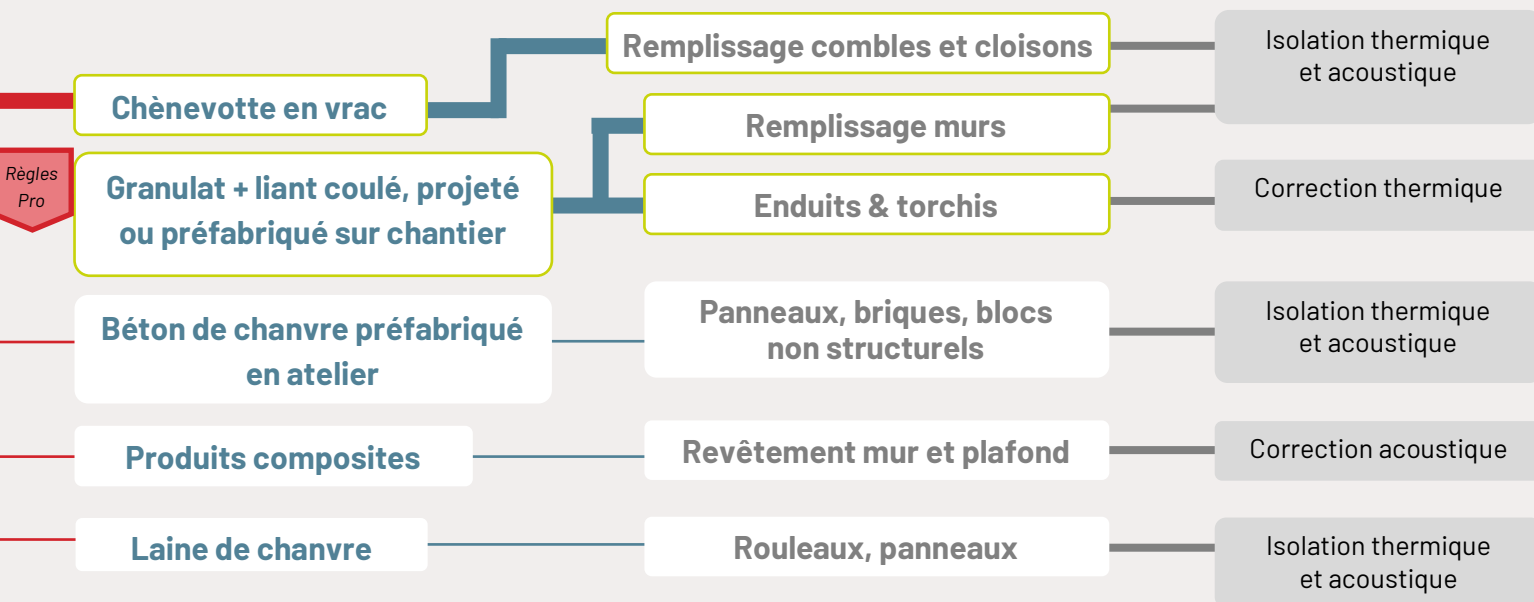 Remplissage combles et cloisons
Isolation thermique
et acoustique
Chènevotte en vrac
Remplissage murs
Règles
Pro
Granulat + liant coulé, projeté
ou préfabriqué sur chantier
Enduits & torchis
Correction thermique
Béton de chanvre préfabriqué
en atelier
Panneaux, briques, blocs
non structurels
Isolation thermique
et acoustique
Produits composites
Revêtement mur et plafond
Correction acoustique
Laine de chanvre
Rouleaux, panneaux
Isolation thermique
et acoustique